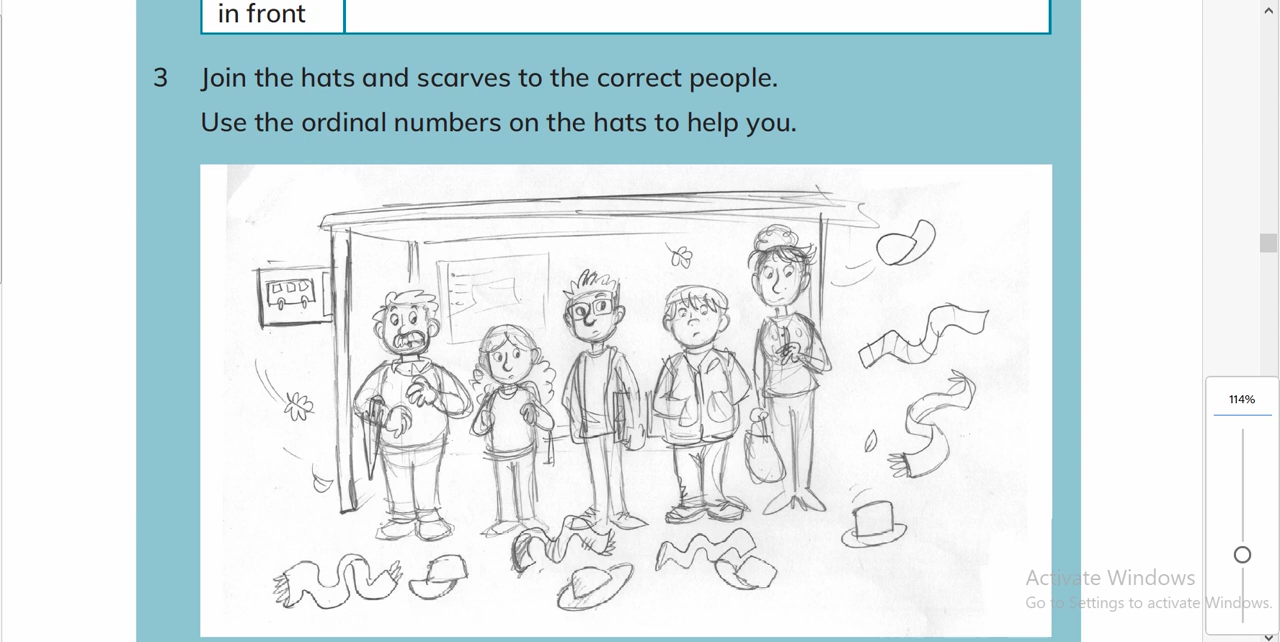 in front
3 Join the hats and scarves to the correct people.
Use the ordinal numbers on the hats to help you.
114%
Activate Windows
Go to Settings to activate Windows.